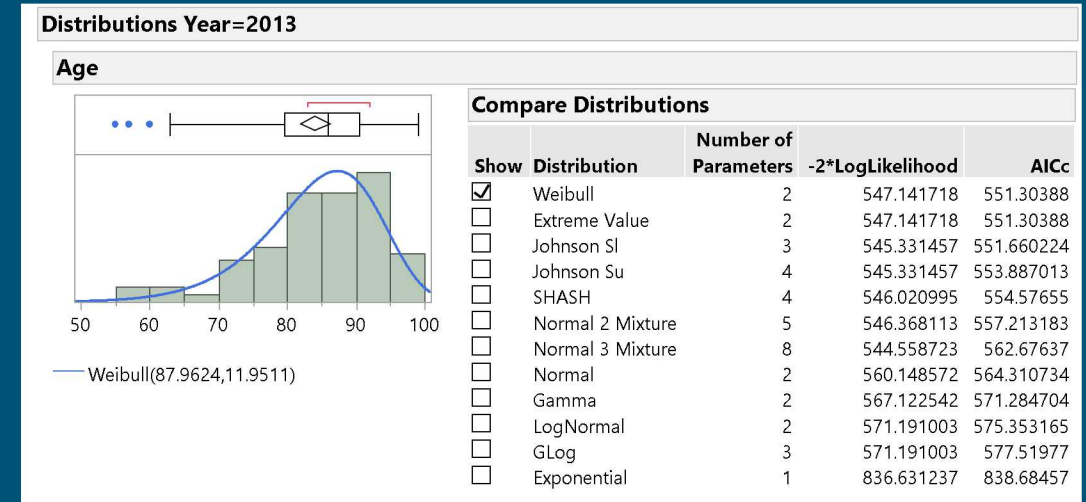 Distributions Year=2013
Age
50 60 70 80 90 100
Weibull(87.9624,11.9511)
Compare Distributions
Number of
Show Distribution Parameters -2*LogLikelihood AICc
Weibull 2 547.141718 551.30388
Extreme Value 2 547.141718 551.30388
Johnson Sl 3 545.331457 551.660224
Johnson Su 4 545.331457 553.887013
SHASH 4 546.020995 554.57655
Normal 2 Mixture 5 546.368113 557.213183
Normal 3 Mixture 8 544.558723 562.67637
Normal 2 560.148572 564.310734
Gamma 2 567.122542 571.284704
LogNormal 2 571.191003 575.353165
GLog 3 571.191003 577.51977
Exponential 1 836.631237 838.68457